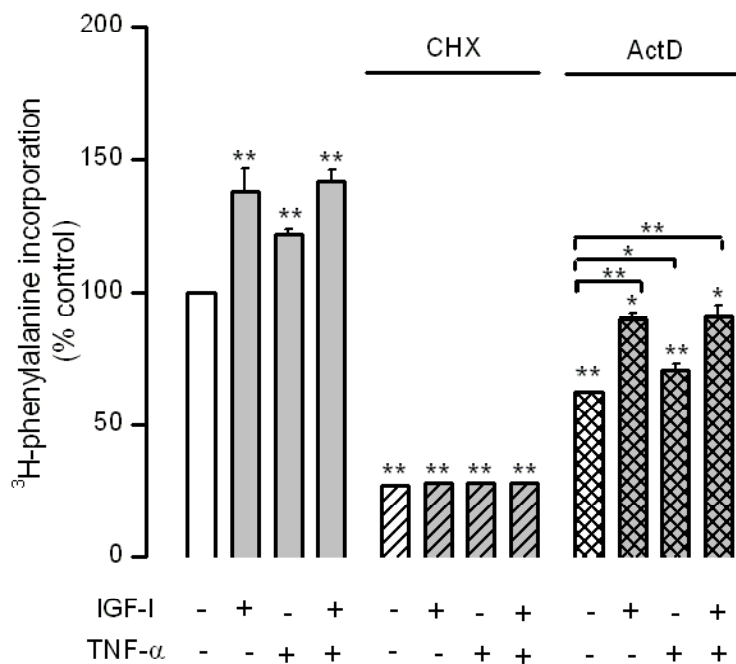 200
CHX
ActD
** ** **
150
³H-phenylalanine incorporation
(% control)
**
*
**
* *
100
** **
50
** ** ** **
0
IGF-I - + - + - + - + - + - +
TNF-α - - + + - - + + - - + +